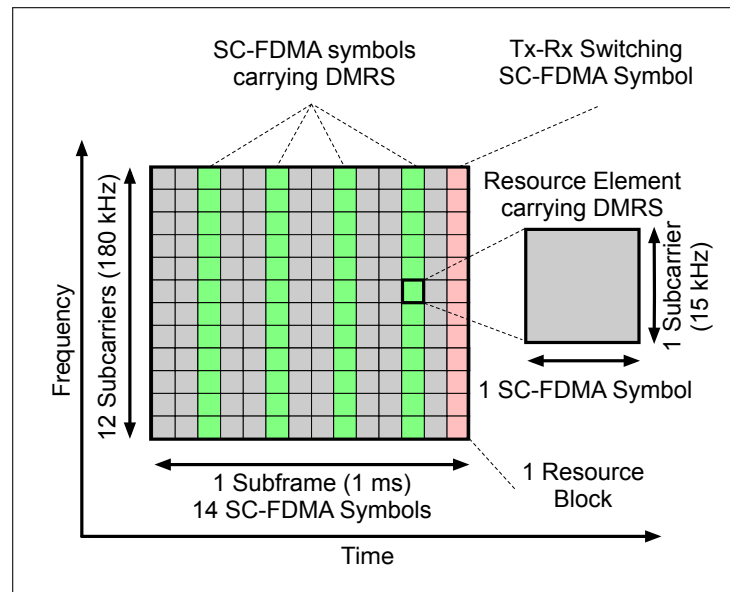 SC-FDMA symbols
carrying DMRS
Tx-Rx Switching
SC-FDMA Symbol
Resource Element
carrying DMRS
Frequency
12 Subcarriers (180 kHz)
1 Subcarrier
(15 kHz)
1 SC-FDMA Symbol
1 Subframe (1 ms)
14 SC-FDMA Symbols
1 Resource
Block
Time